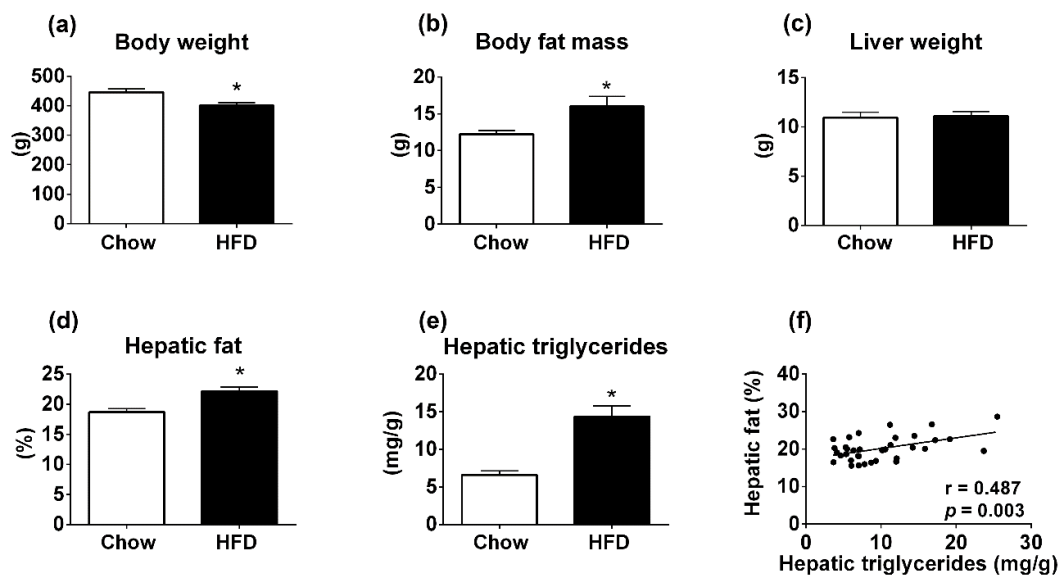 (a)
Body weight
500
400
300
200
100
0
(g)
*
Chow HFD
(b)
Body fat mass
20
15
10
5
0
(g)
*
Chow HFD
(c)
Liver weight
15
10
5
0
(g)
Chow HFD
(d)
Hepatic fat
25
20
15
10
5
0
(%)
*
Chow HFD
(e)
Hepatic triglycerides
20
15
10
5
0
(mg/g)
*
Chow HFD
(f)
40
30
20
10
0
Hepatic fat (%)
r = 0.487
p = 0.003
0 10 20 30
Hepatic triglycerides (mg/g)